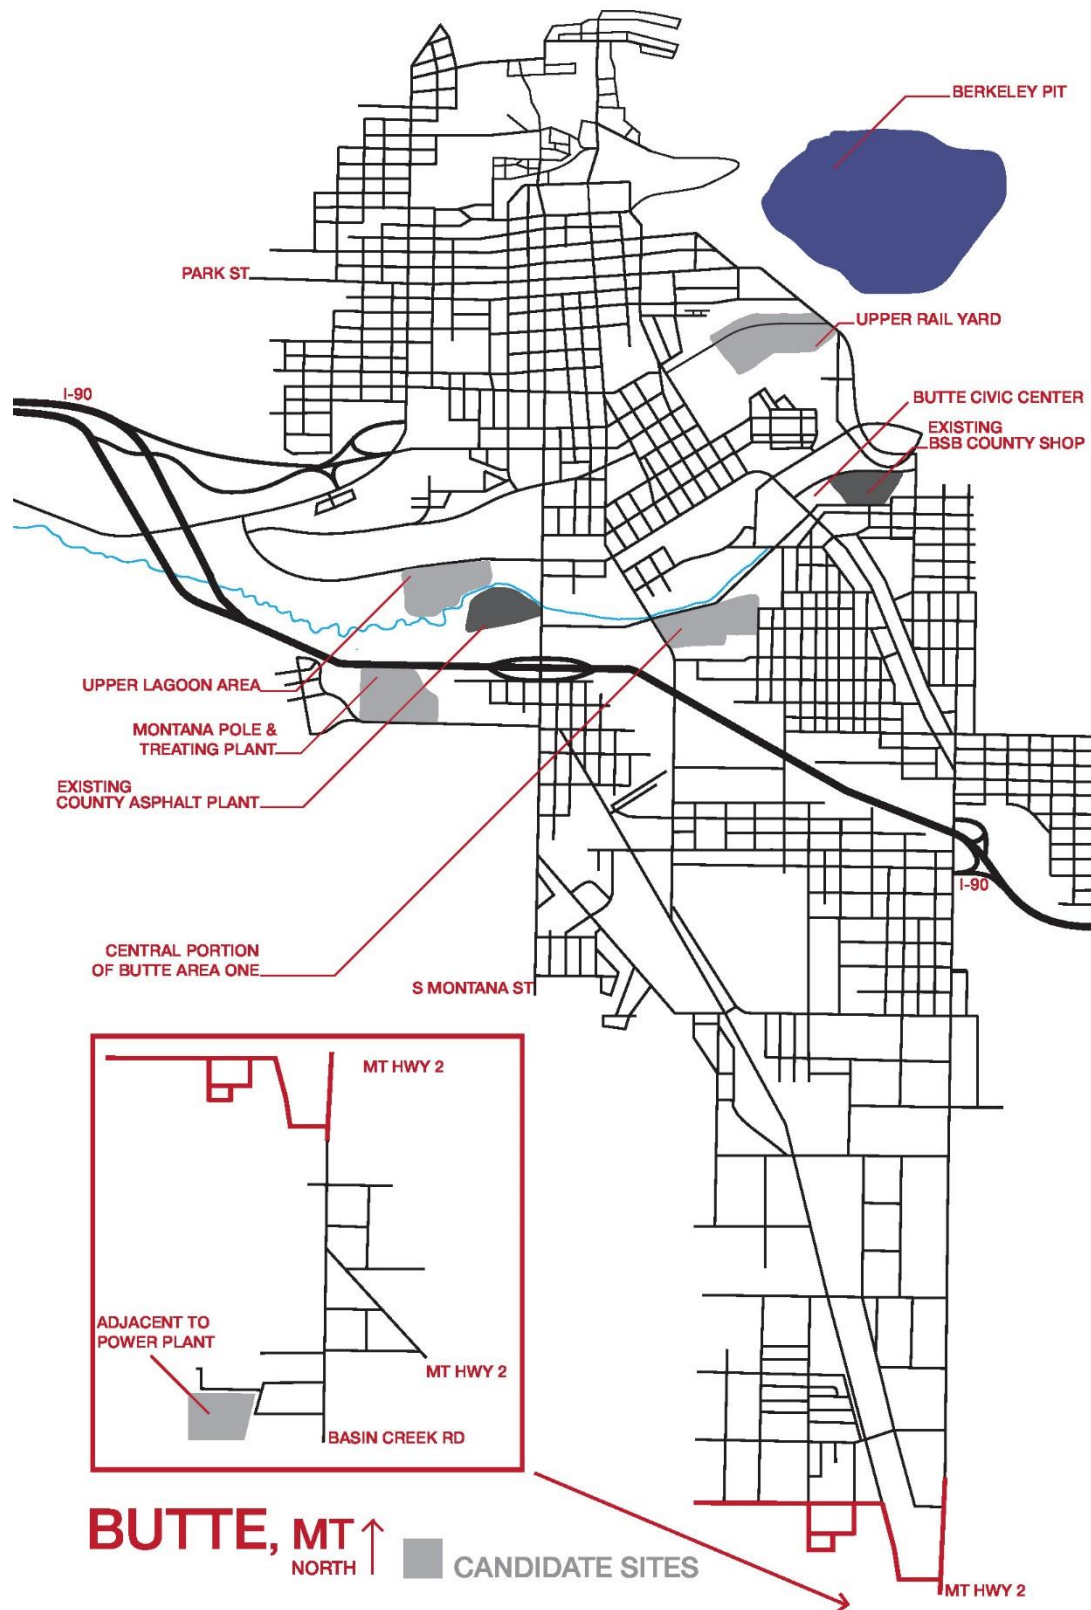 BERKELEY PIT
PARK ST
UPPER RAIL YARD
I-90
BUTTE CIVIC CENTER
EXISTING
BSB COUNTY SHOP
UPPER LAGOON AREA
MONTANA POLE &
TREATING PLANT
EXISTING
COUNTY ASPHALT PLANT
I-90
CENTRAL PORTION
OF BUTTE AREA ONE
S MONTANA ST
MT HWY 2
ADJACENT TO
POWER PLANT
MT HWY 2
BASIN CREEK RD
BUTTE, MT
NORTH
CANDIDATE SITES
MT HWY 2